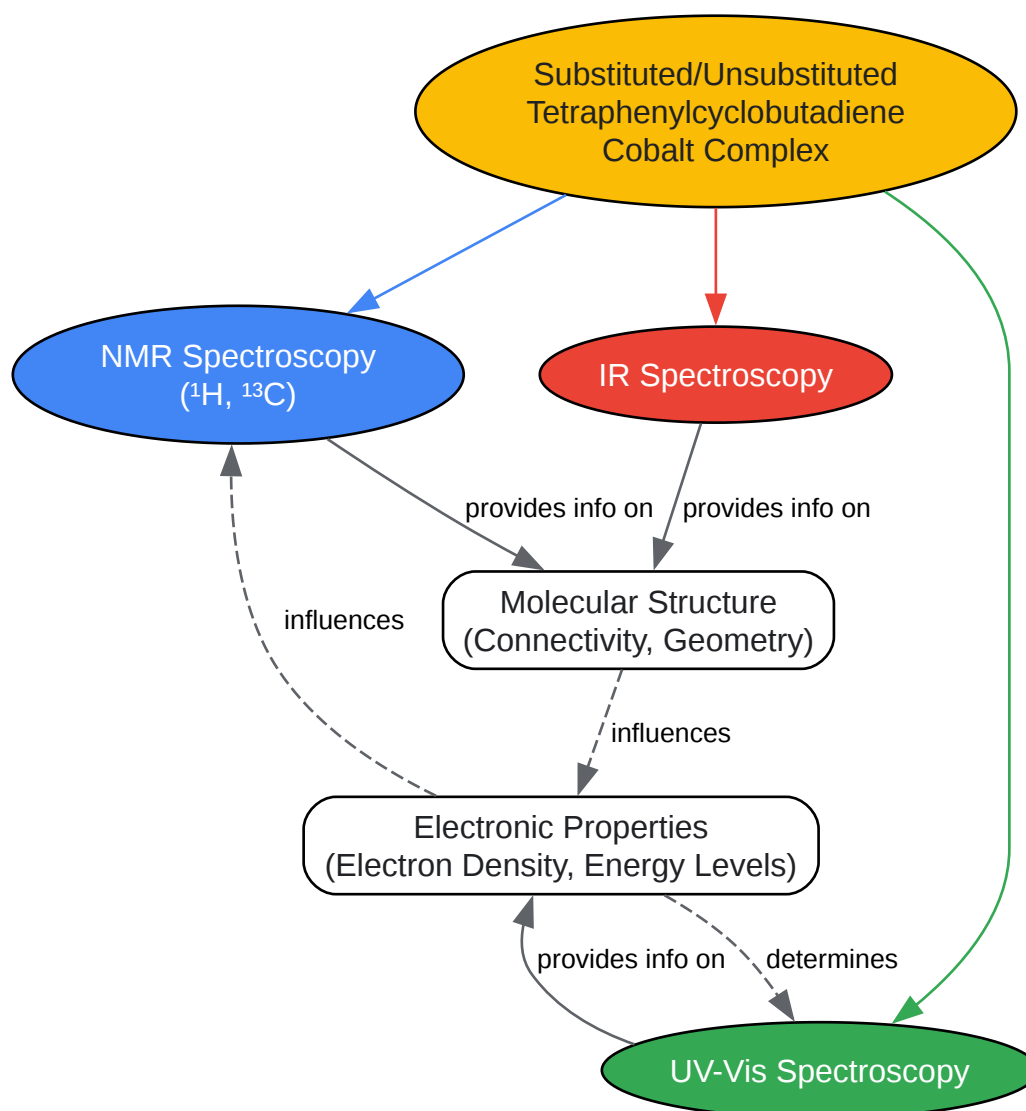 Substituted/Unsubstituted
Tetraphenylcyclobutadiene
Cobalt Complex
NMR Spectroscopy
(¹H, ¹³C)
IR Spectroscopy
provides info on
provides info on
Molecular Structure
(Connectivity, Geometry)
influences
influences
Electronic Properties
(Electron Density, Energy Levels)
provides info on
determines
UV-Vis Spectroscopy